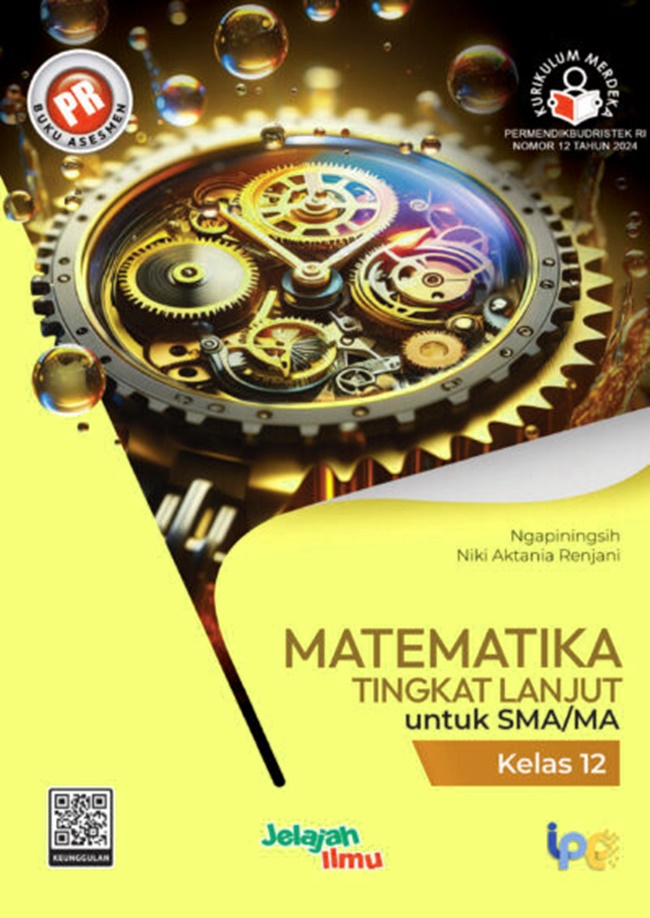 PR
BUKU ASESMEN
KURIKULUM MERDEKA
PERMENDIKBUDRISTEK RI
NOMOR 12 TAHUN 2024
Ngapiningsih
Niki Aktania Renjani
MATEMATIKA
TINGKAT LANJUT
untuk SMA/MA
Kelas 12
KEUNGGULAN
Jelajah
Ilmu
ipc